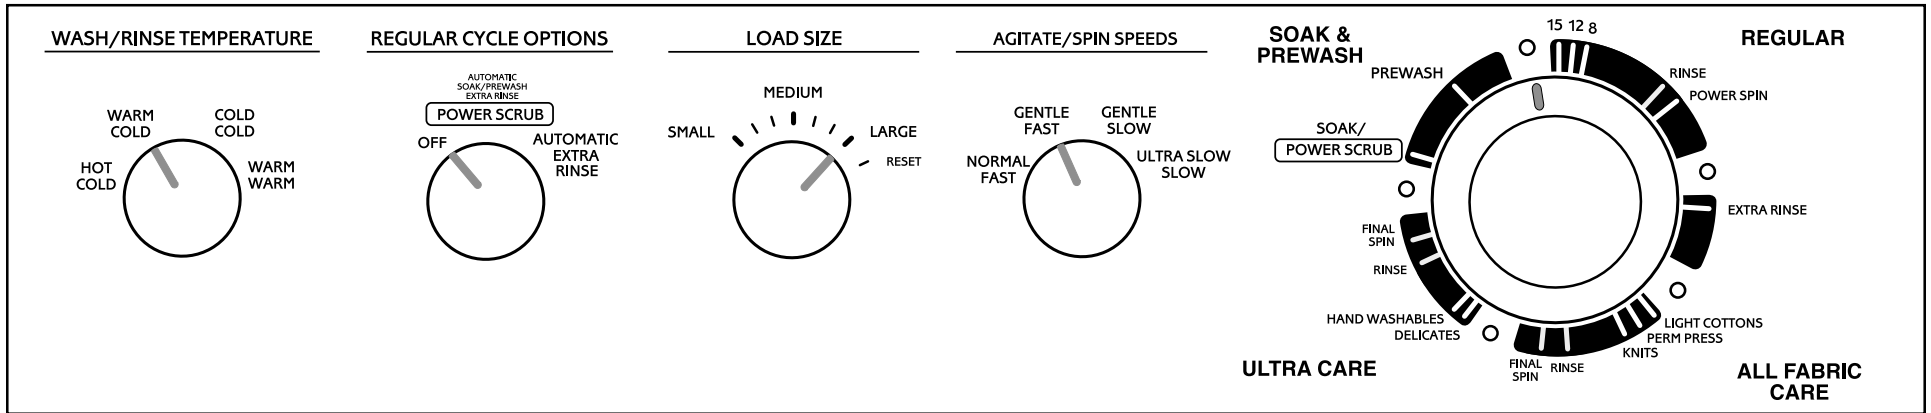 WASH/RINSE TEMPERATURE
WARM
COLD
COLD
COLD
HOT
COLD
WARM
WARM
REGULAR CYCLE OPTIONS
AUTOMATIC
SOAK/PREWASH
EXTRA RINSE
POWER SCRUB
OFF
AUTOMATIC
EXTRA
RINSE
LOAD SIZE
MEDIUM
SMALL
LARGE
RESET
AGITATE/SPIN SPEEDS
GENTLE
FAST
GENTLE
SLOW
NORMAL
FAST
ULTRA SLOW
SLOW
SOAK &
PREWASH
PREWASH
SOAK/
POWER SCRUB
15 12 8
REGULAR
RINSE
POWER SPIN
EXTRA RINSE
LIGHT COTTONS
PERM PRESS
KNITS
RINSE
FINAL
SPIN
ALL FABRIC
CARE
FINAL
SPIN
RINSE
HAND WASHABLES
DELICATES
ULTRA CARE